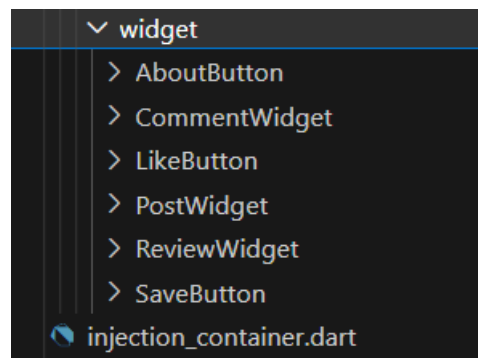 widget
AboutButton
CommentWidget
LikeButton
PostWidget
ReviewWidget
SaveButton
injection_container.dart